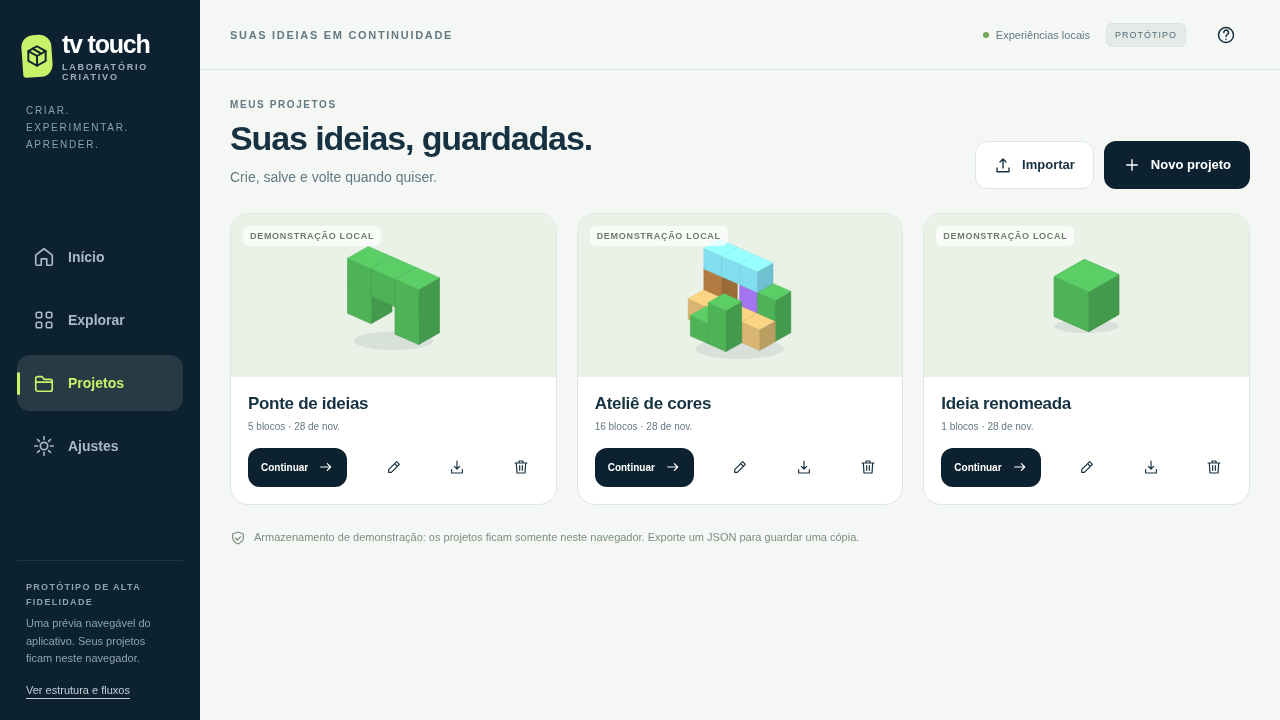 tv touch
LABORATÓRIO
CRIATIVO
CRIAR.
EXPERIMENTAR.
APRENDER.
Início
Explorar
Projetos
Ajustes
PROTÓTIPO DE ALTA
FIDELIDADE
Uma prévia navegável do
aplicativo. Seus projetos
ficam neste navegador.
Ver estrutura e fluxos
SUAS IDEIAS EM CONTINUIDADE
Experiências locais
PROTÓTIPO
MEUS PROJETOS
Suas ideias, guardadas.
Crie, salve e volte quando quiser.
Importar
Novo projeto
DEMONSTRAÇÃO LOCAL
Ponte de ideias
5 blocos · 28 de nov.
Continuar
DEMONSTRAÇÃO LOCAL
Ateliê de cores
16 blocos · 28 de nov.
Continuar
DEMONSTRAÇÃO LOCAL
Ideia renomeada
1 blocos · 28 de nov.
Continuar
Armazenamento de demonstração: os projetos ficam somente neste navegador. Exporte um JSON para guardar uma cópia.